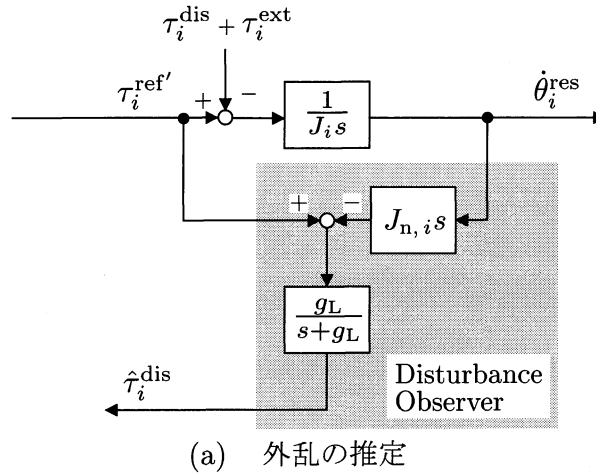 τ_i^dis + τ_i^ext
τ_i^ref′
+
−
1/(J_i s)
θ̇_i^res
+
−
J_n, i s
g_L/(s+g_L)
τ̂_i^dis
Disturbance
Observer
(a) 外乱の推定